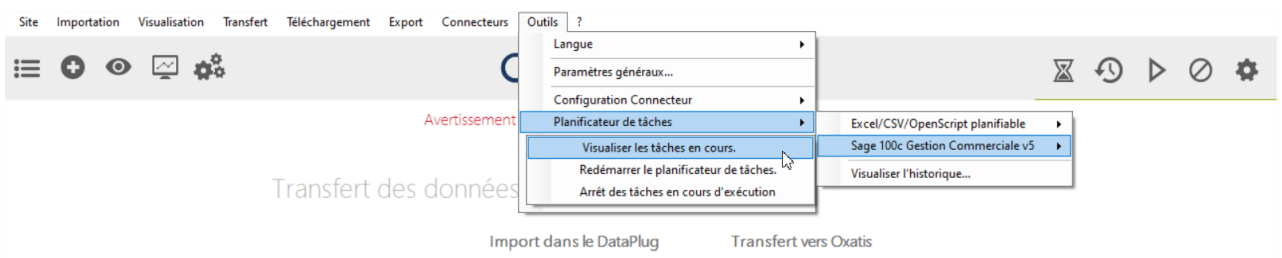 Site Importation Visualisation Transfert Téléchargement Export Connecteurs Outils ?
Langue
Paramètres généraux...
Configuration Connecteur
Avertissement
Planificateur de tâches
Excel/CSV/OpenScript planifiable
Visualiser les tâches en cours.
Sage 100c Gestion Commerciale v5
Redémarrer le planificateur de tâches.
Visualiser l'historique...
Transfert des données
Arrêt des tâches en cours d'exécution
Import dans le DataPlug
Transfert vers Oxatis